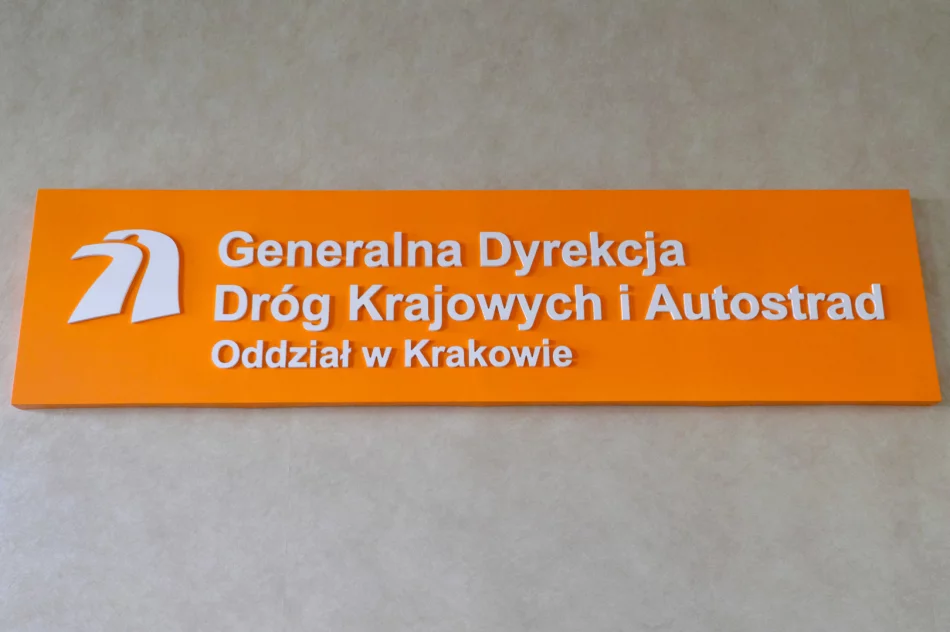 Generalna Dyrekcja
Dróg Krajowych i Autostrad
Oddział w Krakowie